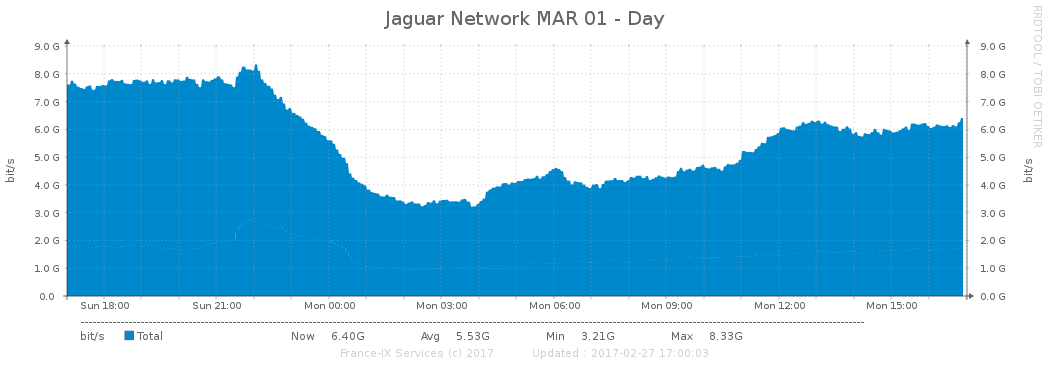 Jaguar Network MAR 01 - Day
RRDTOOL / TOBI OETIKER
bit/s
9.0 G
8.0 G
7.0 G
6.0 G
5.0 G
4.0 G
3.0 G
2.0 G
1.0 G
0.0
9.0 G
8.0 G
7.0 G
6.0 G
5.0 G
4.0 G
3.0 G
2.0 G
1.0 G
0.0 G
bit/s
Sun 18:00 Sun 21:00 Mon 00:00 Mon 03:00 Mon 06:00 Mon 09:00 Mon 12:00 Mon 15:00
bit/s Total Now 6.40G Avg 5.53G Min 3.21G Max 8.33G
France-IX Services (c) 2017 Updated : 2017-02-27 17:00:03